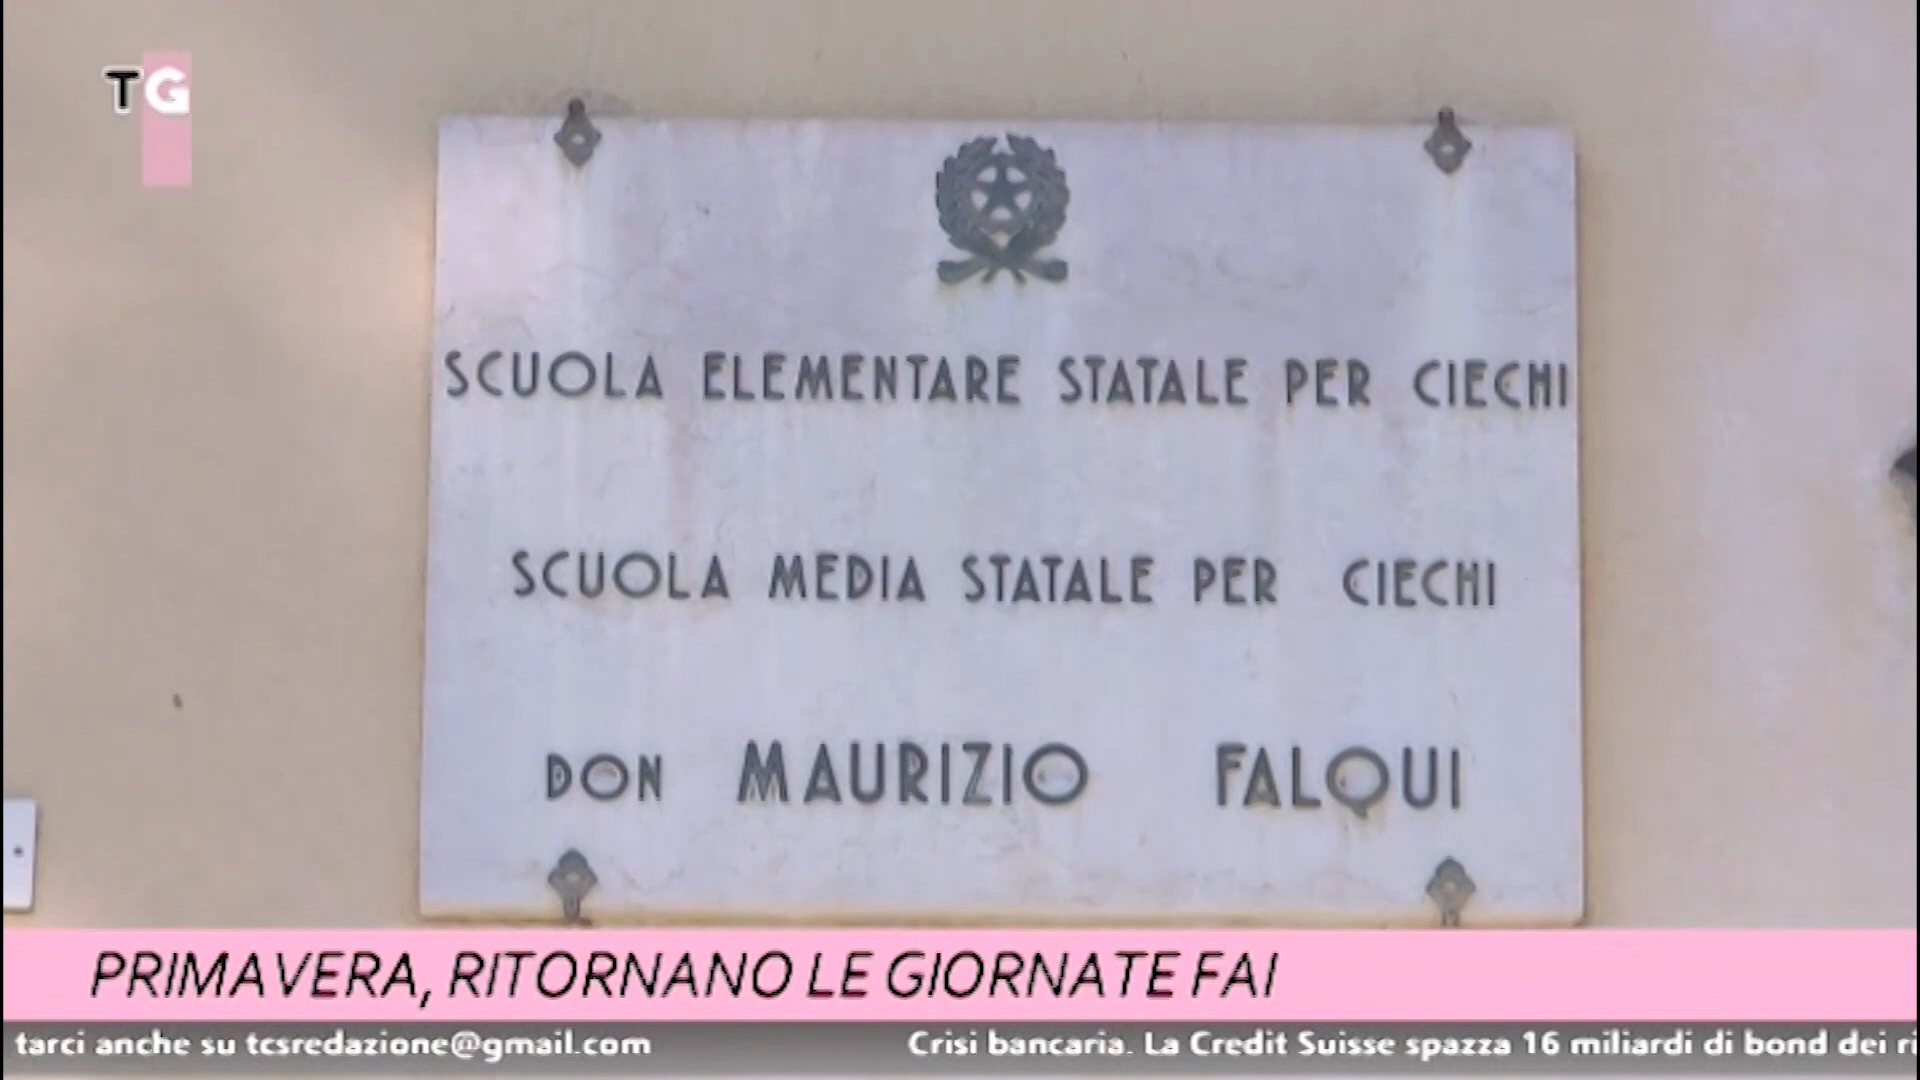 TG
SCUOLA ELEMENTARE STATALE PER CIECHI
SCUOLA MEDIA STATALE PER CIECHI
DON MAURIZIO FALQUI
PRIMAVERA, RITORNANO LE GIORNATE FAI
tarci anche su tcsredazione@gmail.com Crisi bancaria. La Credit Suisse spazza 16 miliardi di bond dei ri